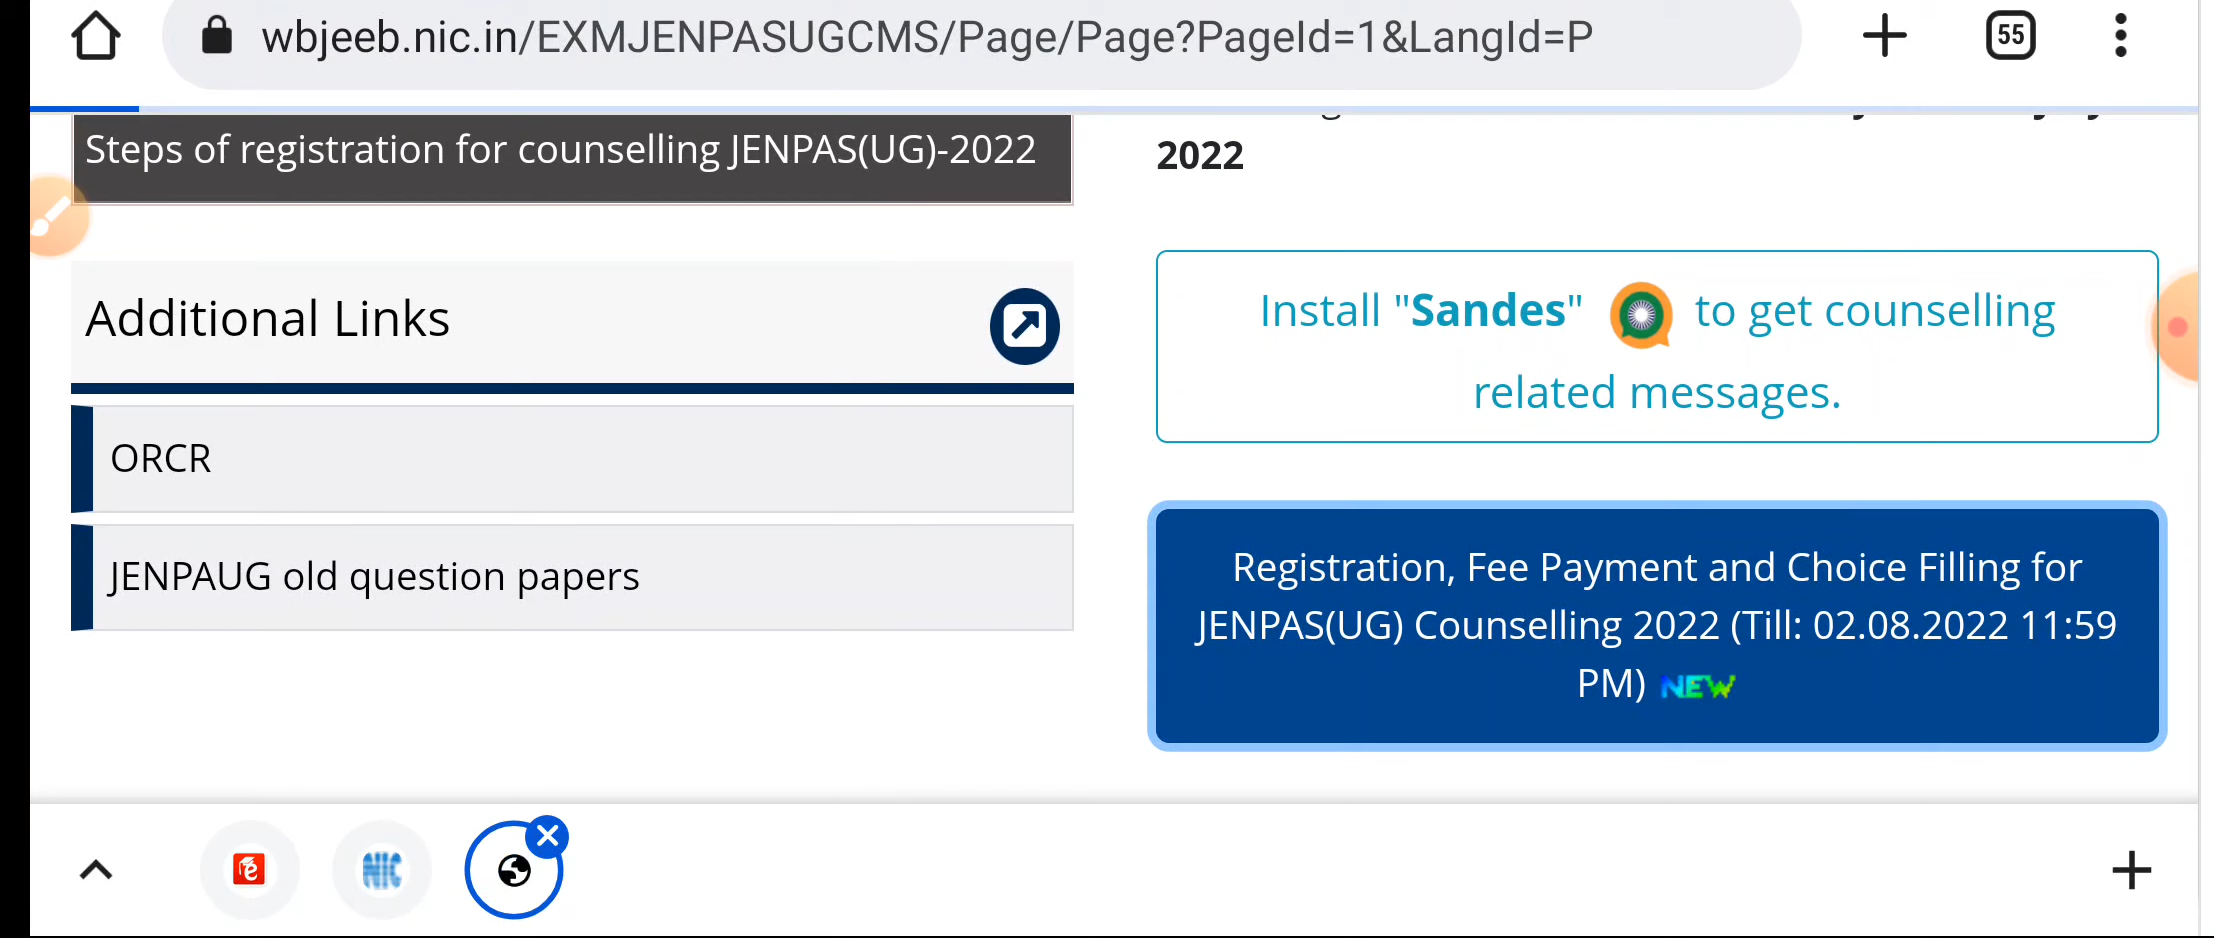 wbjeeb.nic.in/EXMJENPASUGCMS/Page/Page?PageId=1&LangId=P
55
Steps of registration for counselling JENPAS(UG)-2022
Additional Links
ORCR
JENPAUG old question papers
2022
Install "Sandes" to get counselling
related messages.
Registration, Fee Payment and Choice Filling for
JENPAS(UG) Counselling 2022 (Till: 02.08.2022 11:59
PM) NEW
NIC